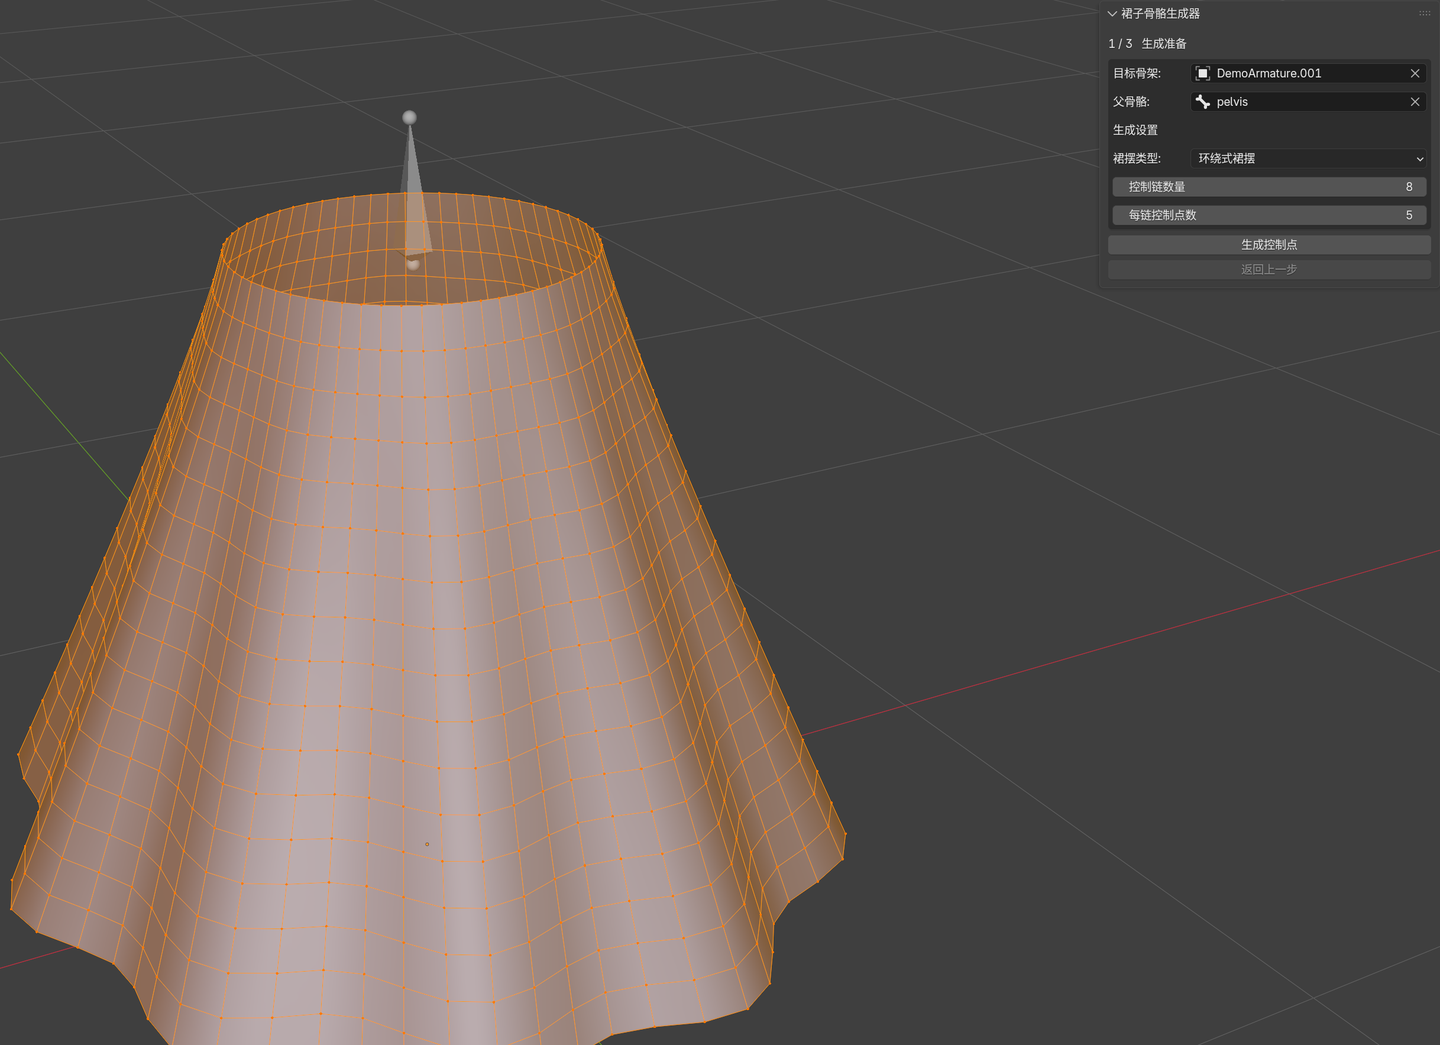 裙子骨骼生成器
1 / 3 生成准备
目标骨架: DemoArmature.001
父骨骼: pelvis
生成设置
裙摆类型: 环绕式裙摆
控制链数量 8
每链控制点数 5
生成控制点
返回上一步